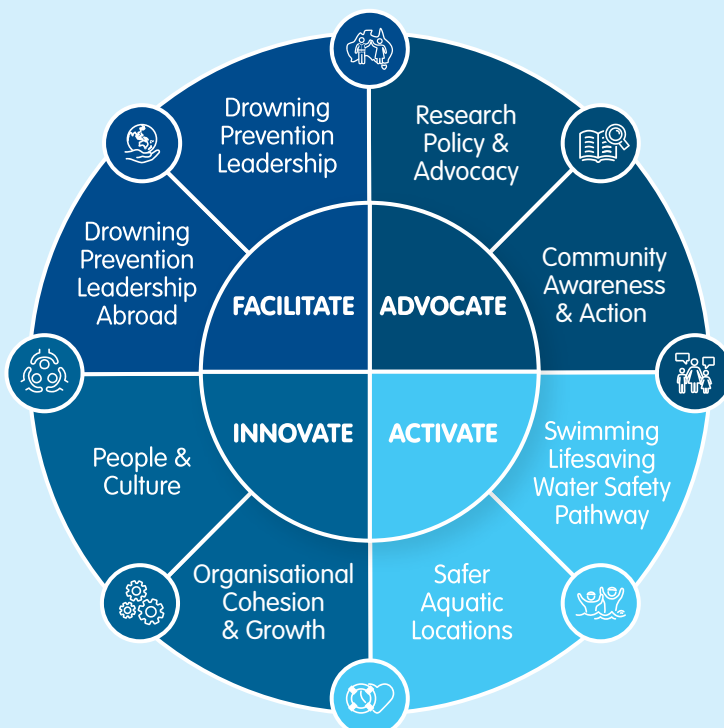 Drowning
Prevention
Leadership
Research
Policy &
Advocacy
Drowning
Prevention
Leadership
Abroad
Community
Awareness
& Action
FACILITATE
ADVOCATE
INNOVATE
ACTIVATE
People &
Culture
Swimming
Lifesaving
Water Safety
Pathway
Organisational
Cohesion
& Growth
Safer
Aquatic
Locations